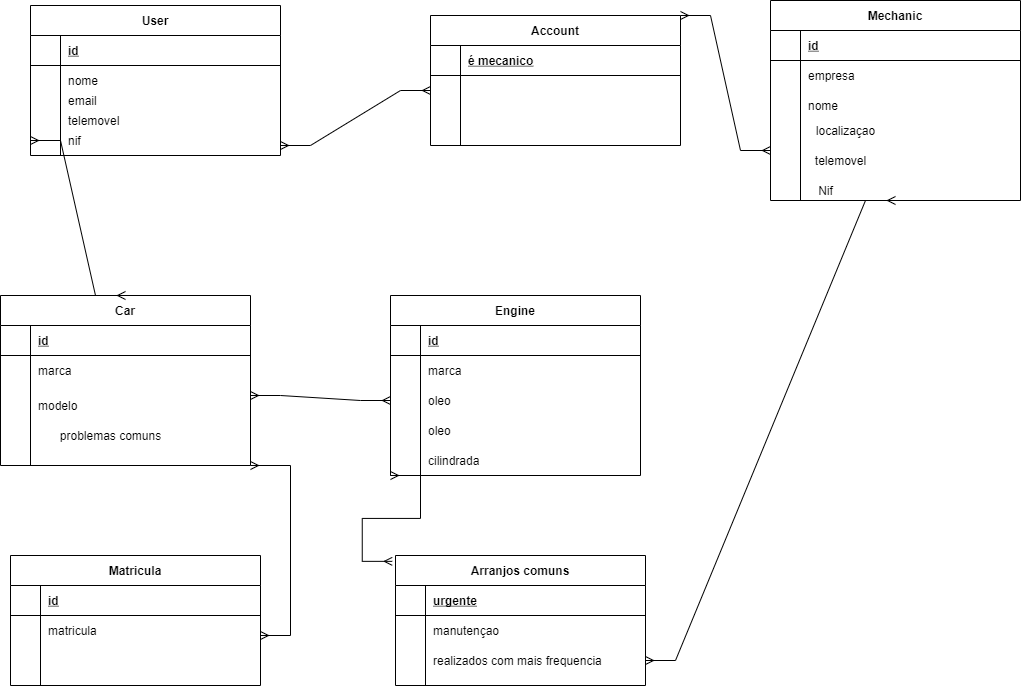 User
id
nome
email
telemovel
nif
Account
é mecanico
Mechanic
id
empresa
nome
localizaçao
telemovel
Nif
Car
id
marca
modelo
problemas comuns
Engine
id
marca
oleo
oleo
cilindrada
Matricula
id
matricula
Arranjos comuns
urgente
manutençao
realizados com mais frequencia